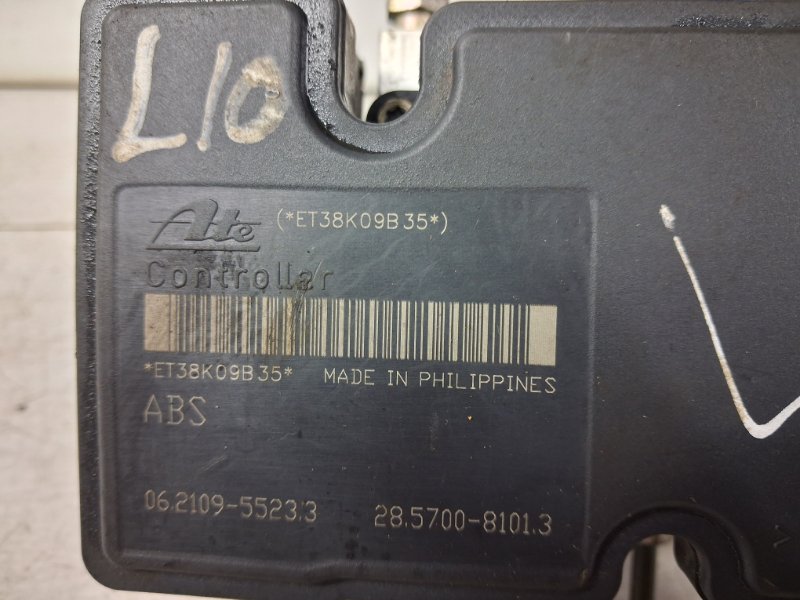 L10
Ate (*ET38K09B35*)
Controller
*ET38K09B35* MADE IN PHILIPPINES
ABS
06.2109-5523.3 28.5700-8101.3